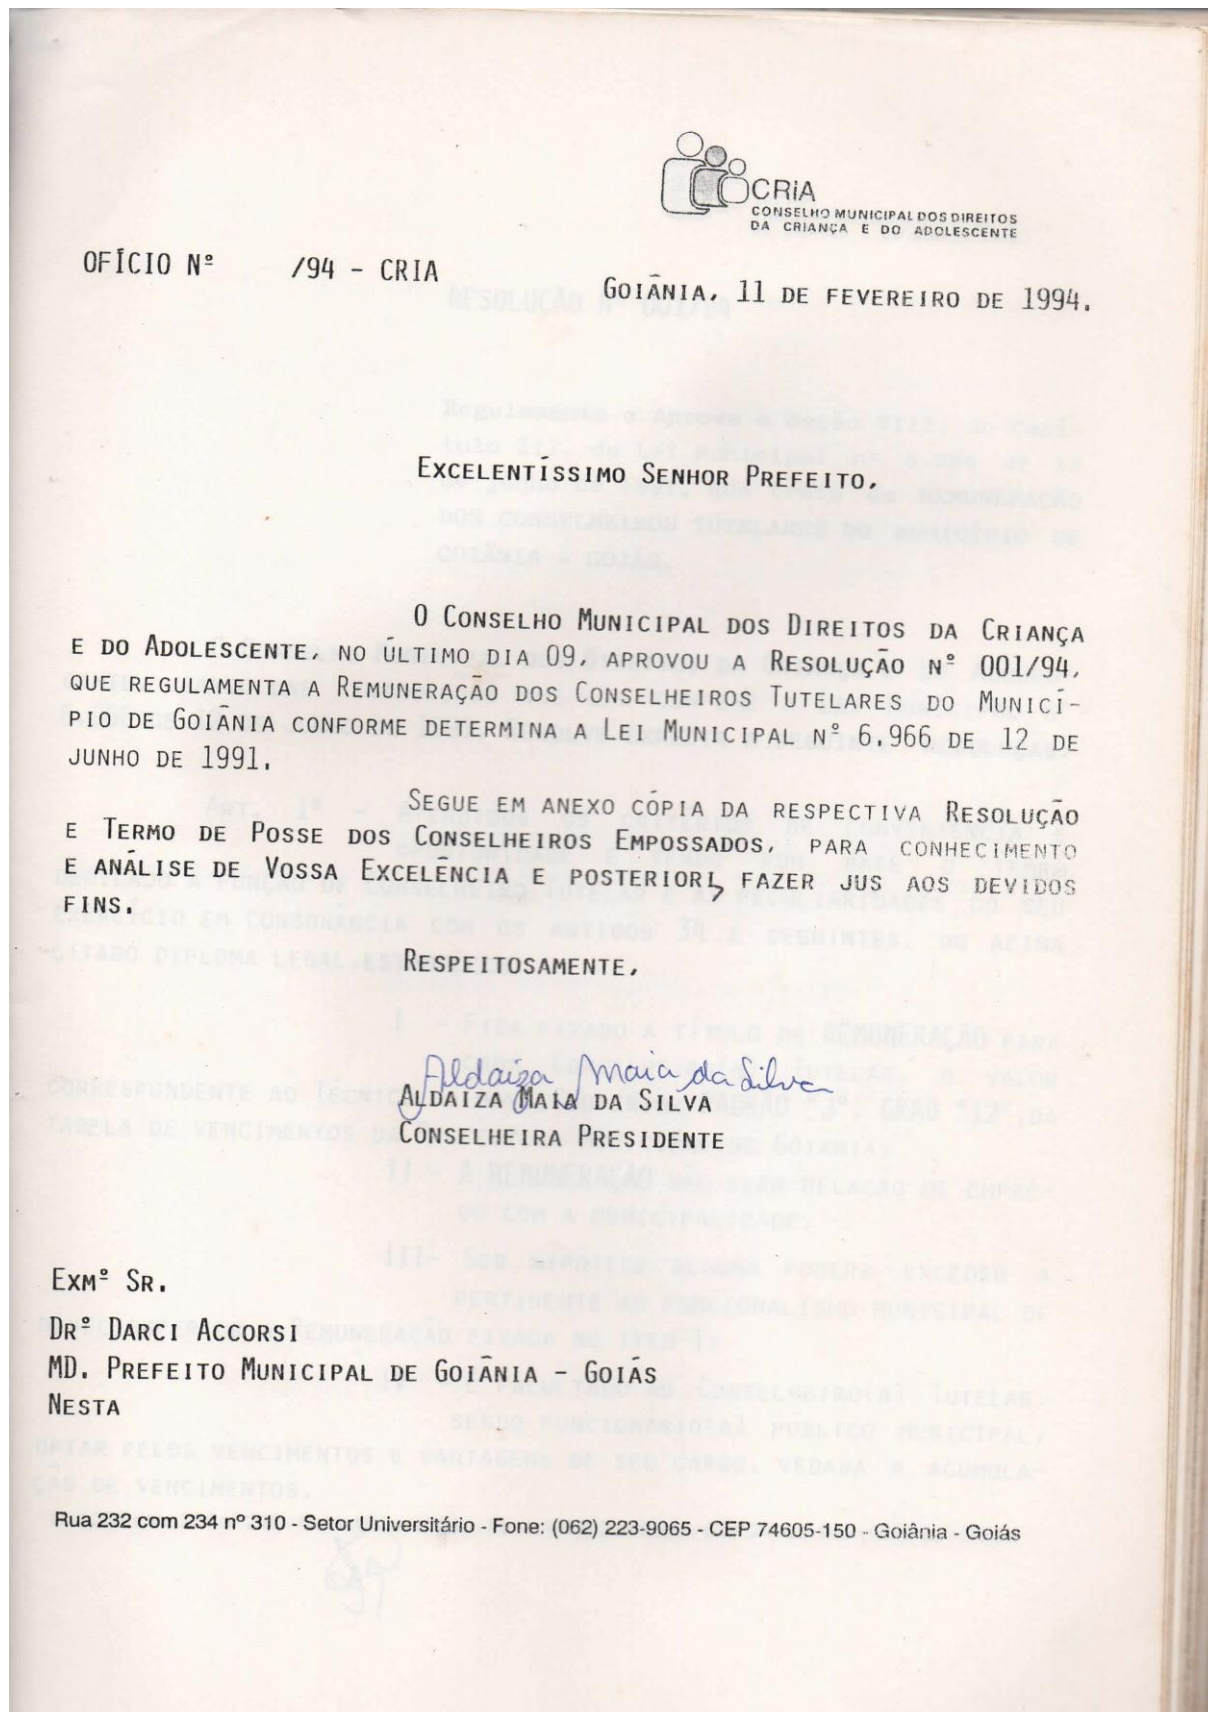 CRiA
CONSELHO MUNICIPAL DOS DIREITOS
DA CRIANÇA E DO ADOLESCENTE
OFÍCIO Nº /94 - CRIA
GOIÂNIA, 11 DE FEVEREIRO DE 1994.
EXCELENTÍSSIMO SENHOR PREFEITO,
O CONSELHO MUNICIPAL DOS DIREITOS DA CRIANÇA
E DO ADOLESCENTE, NO ÚLTIMO DIA 09, APROVOU A RESOLUÇÃO Nº 001/94,
QUE REGULAMENTA A REMUNERAÇÃO DOS CONSELHEIROS TUTELARES DO MUNICÍ-
PIO DE GOIÂNIA CONFORME DETERMINA A LEI MUNICIPAL Nº 6.966 DE 12 DE
JUNHO DE 1991.
SEGUE EM ANEXO CÓPIA DA RESPECTIVA RESOLUÇÃO
E TERMO DE POSSE DOS CONSELHEIROS EMPOSSADOS, PARA CONHECIMENTO
E ANÁLISE DE VOSSA EXCELÊNCIA E POSTERIORI, FAZER JUS AOS DEVIDOS
FINS.
RESPEITOSAMENTE,
Aldaiza Maia da Silva
ALDAIZA MAIA DA SILVA
CONSELHEIRA PRESIDENTE
EXMº SR.
DRº DARCI ACCORSI
MD. PREFEITO MUNICIPAL DE GOIÂNIA - GOIÁS
NESTA
Rua 232 com 234 nº 310 - Setor Universitário - Fone: (062) 223-9065 - CEP 74605-150 - Goiânia - Goiás